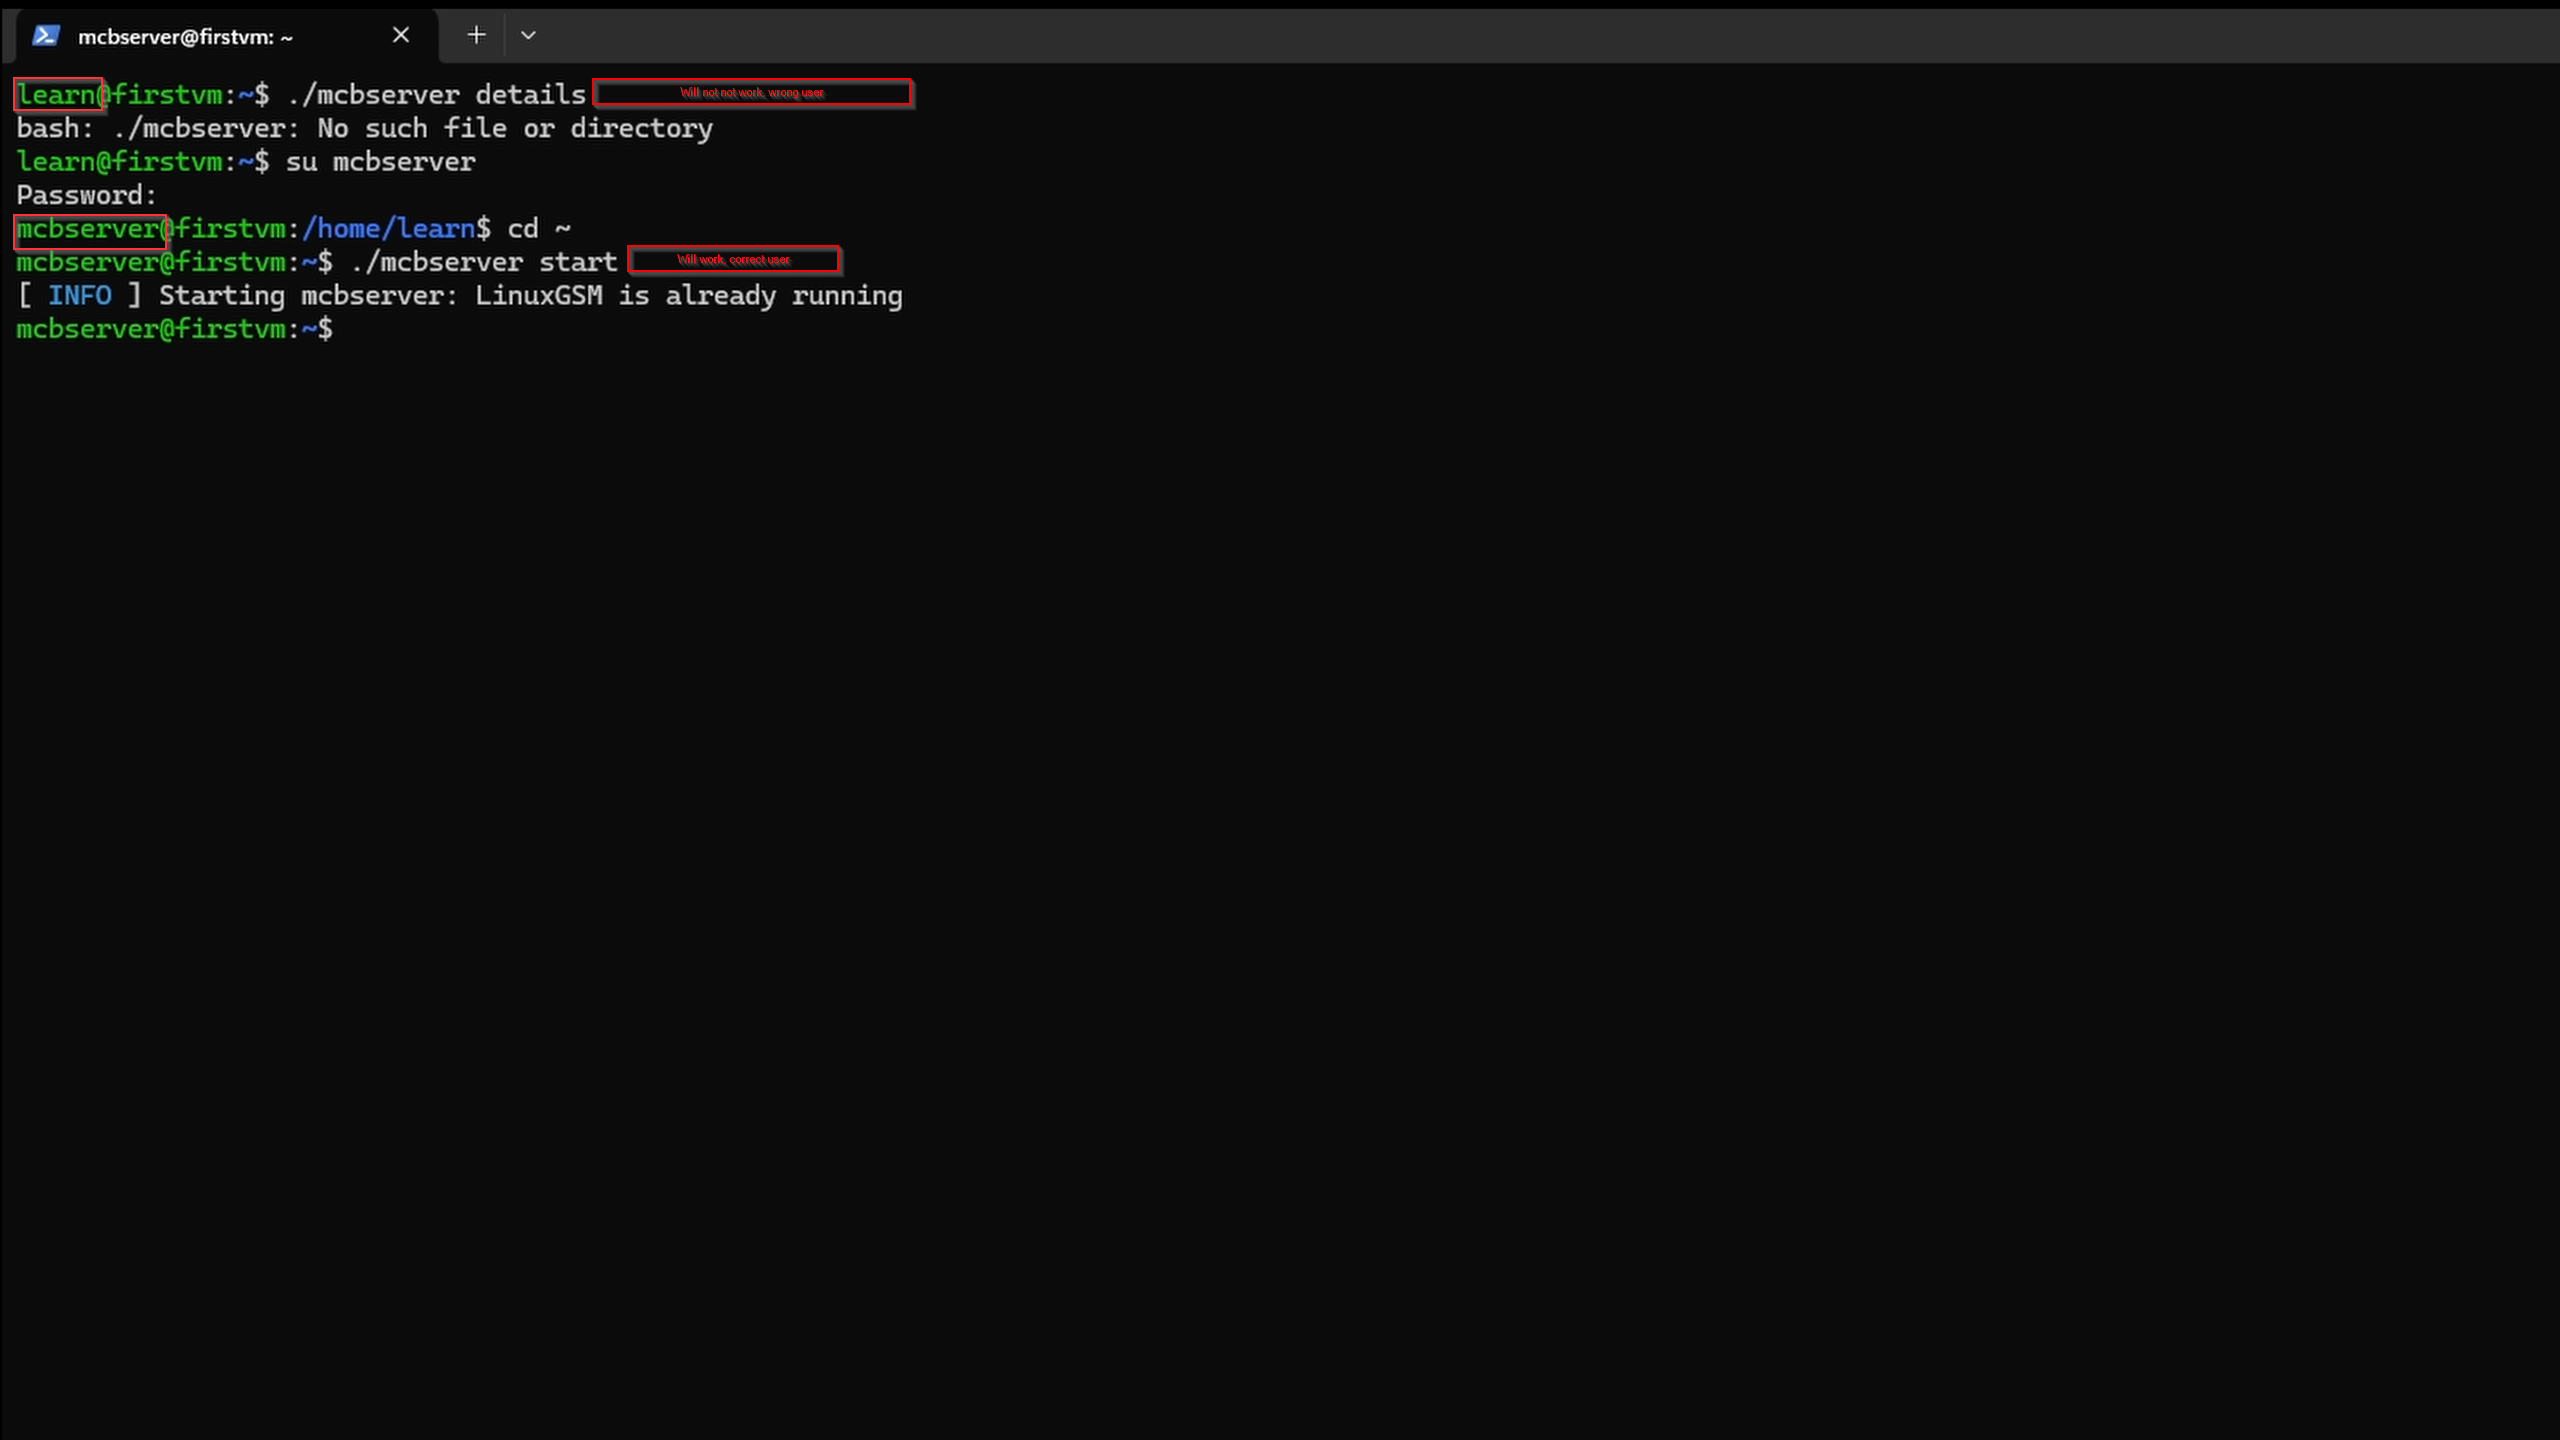 mcbserver@firstvm: ~
learn@firstvm:~$ ./mcbserver details Will not not work, wrong user
bash: ./mcbserver: No such file or directory
learn@firstvm:~$ su mcbserver
Password:
mcbserver@firstvm:/home/learn$ cd ~
mcbserver@firstvm:~$ ./mcbserver start Will work, correct user
[ INFO ] Starting mcbserver: LinuxGSM is already running
mcbserver@firstvm:~$